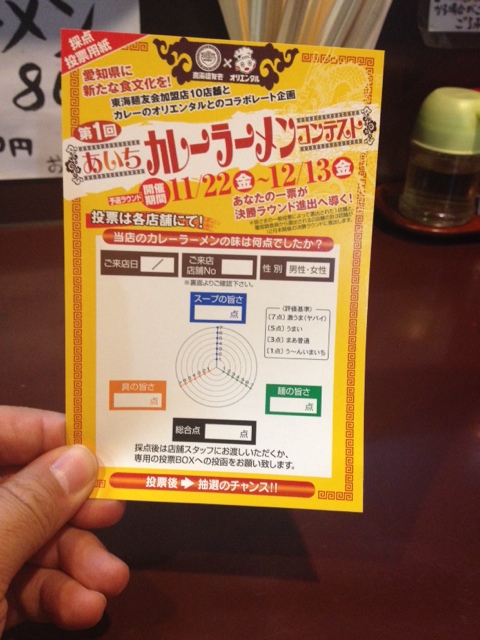 採点
投票用紙
愛知県に
新たな食文化を!
オリエンタル
東海麺友会加盟店10店舗と
カレーのオリエンタルとのコラボレート企画
第1回
あいちカレーラーメンコンテスト
予選ラウンド
開催期間 11/22金~12/13金
あなたの一票が
決勝ラウンド進出へ導く!
投票は各店舗にて!
当店のカレーラーメンの味は何点でしたか?
ご来店日 /
ご来店
店舗No
性別 男性・女性
※裏面よりご確認下さい。
スープの旨さ
点
(評価基準)
(7点) 激うま(ヤバイ)
(5点) うまい
(3点) まあ普通
(1点) う~んいまいち
具の旨さ
点
麺の旨さ
点
総合点 点
採点後は店舗スタッフにお渡しいただくか、
専用の投票BOXへの投函をお願い致します。
投票後➡抽選のチャンス!!